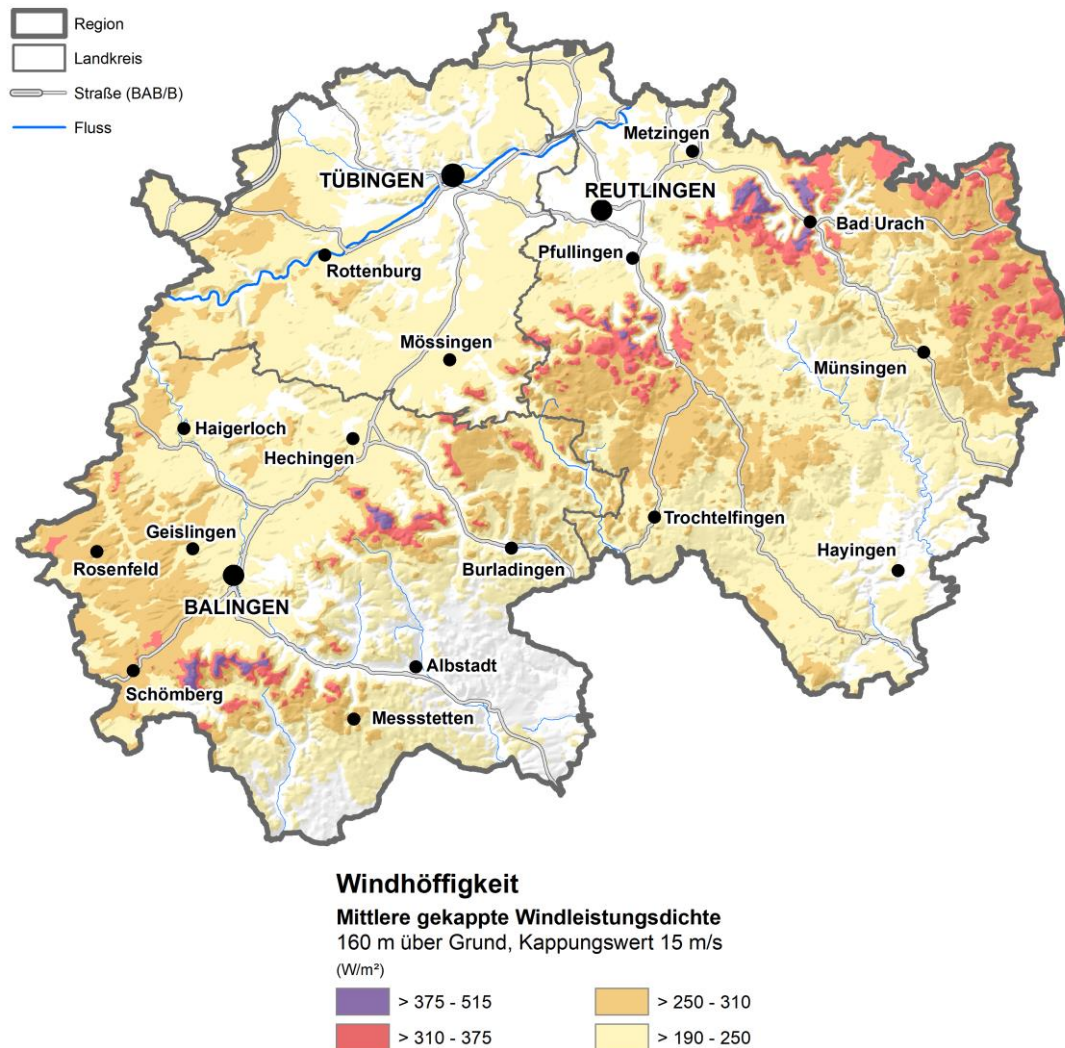 Region
Landkreis
Straße (BAB/B)
Fluss
Metzingen
TÜBINGEN
REUTLINGEN
Bad Urach
Pfullingen
Rottenburg
Mössingen
Münsingen
Haigerloch
Hechingen
Trochtelfingen
Geislingen
Hayingen
Rosenfeld
Burladingen
BALINGEN
Albstadt
Schömberg
Messstetten
Windhöffigkeit
Mittlere gekappte Windleistungsdichte
160 m über Grund, Kappungswert 15 m/s
(W/m²)
> 375 - 515
> 250 - 310
> 310 - 375
> 190 - 250